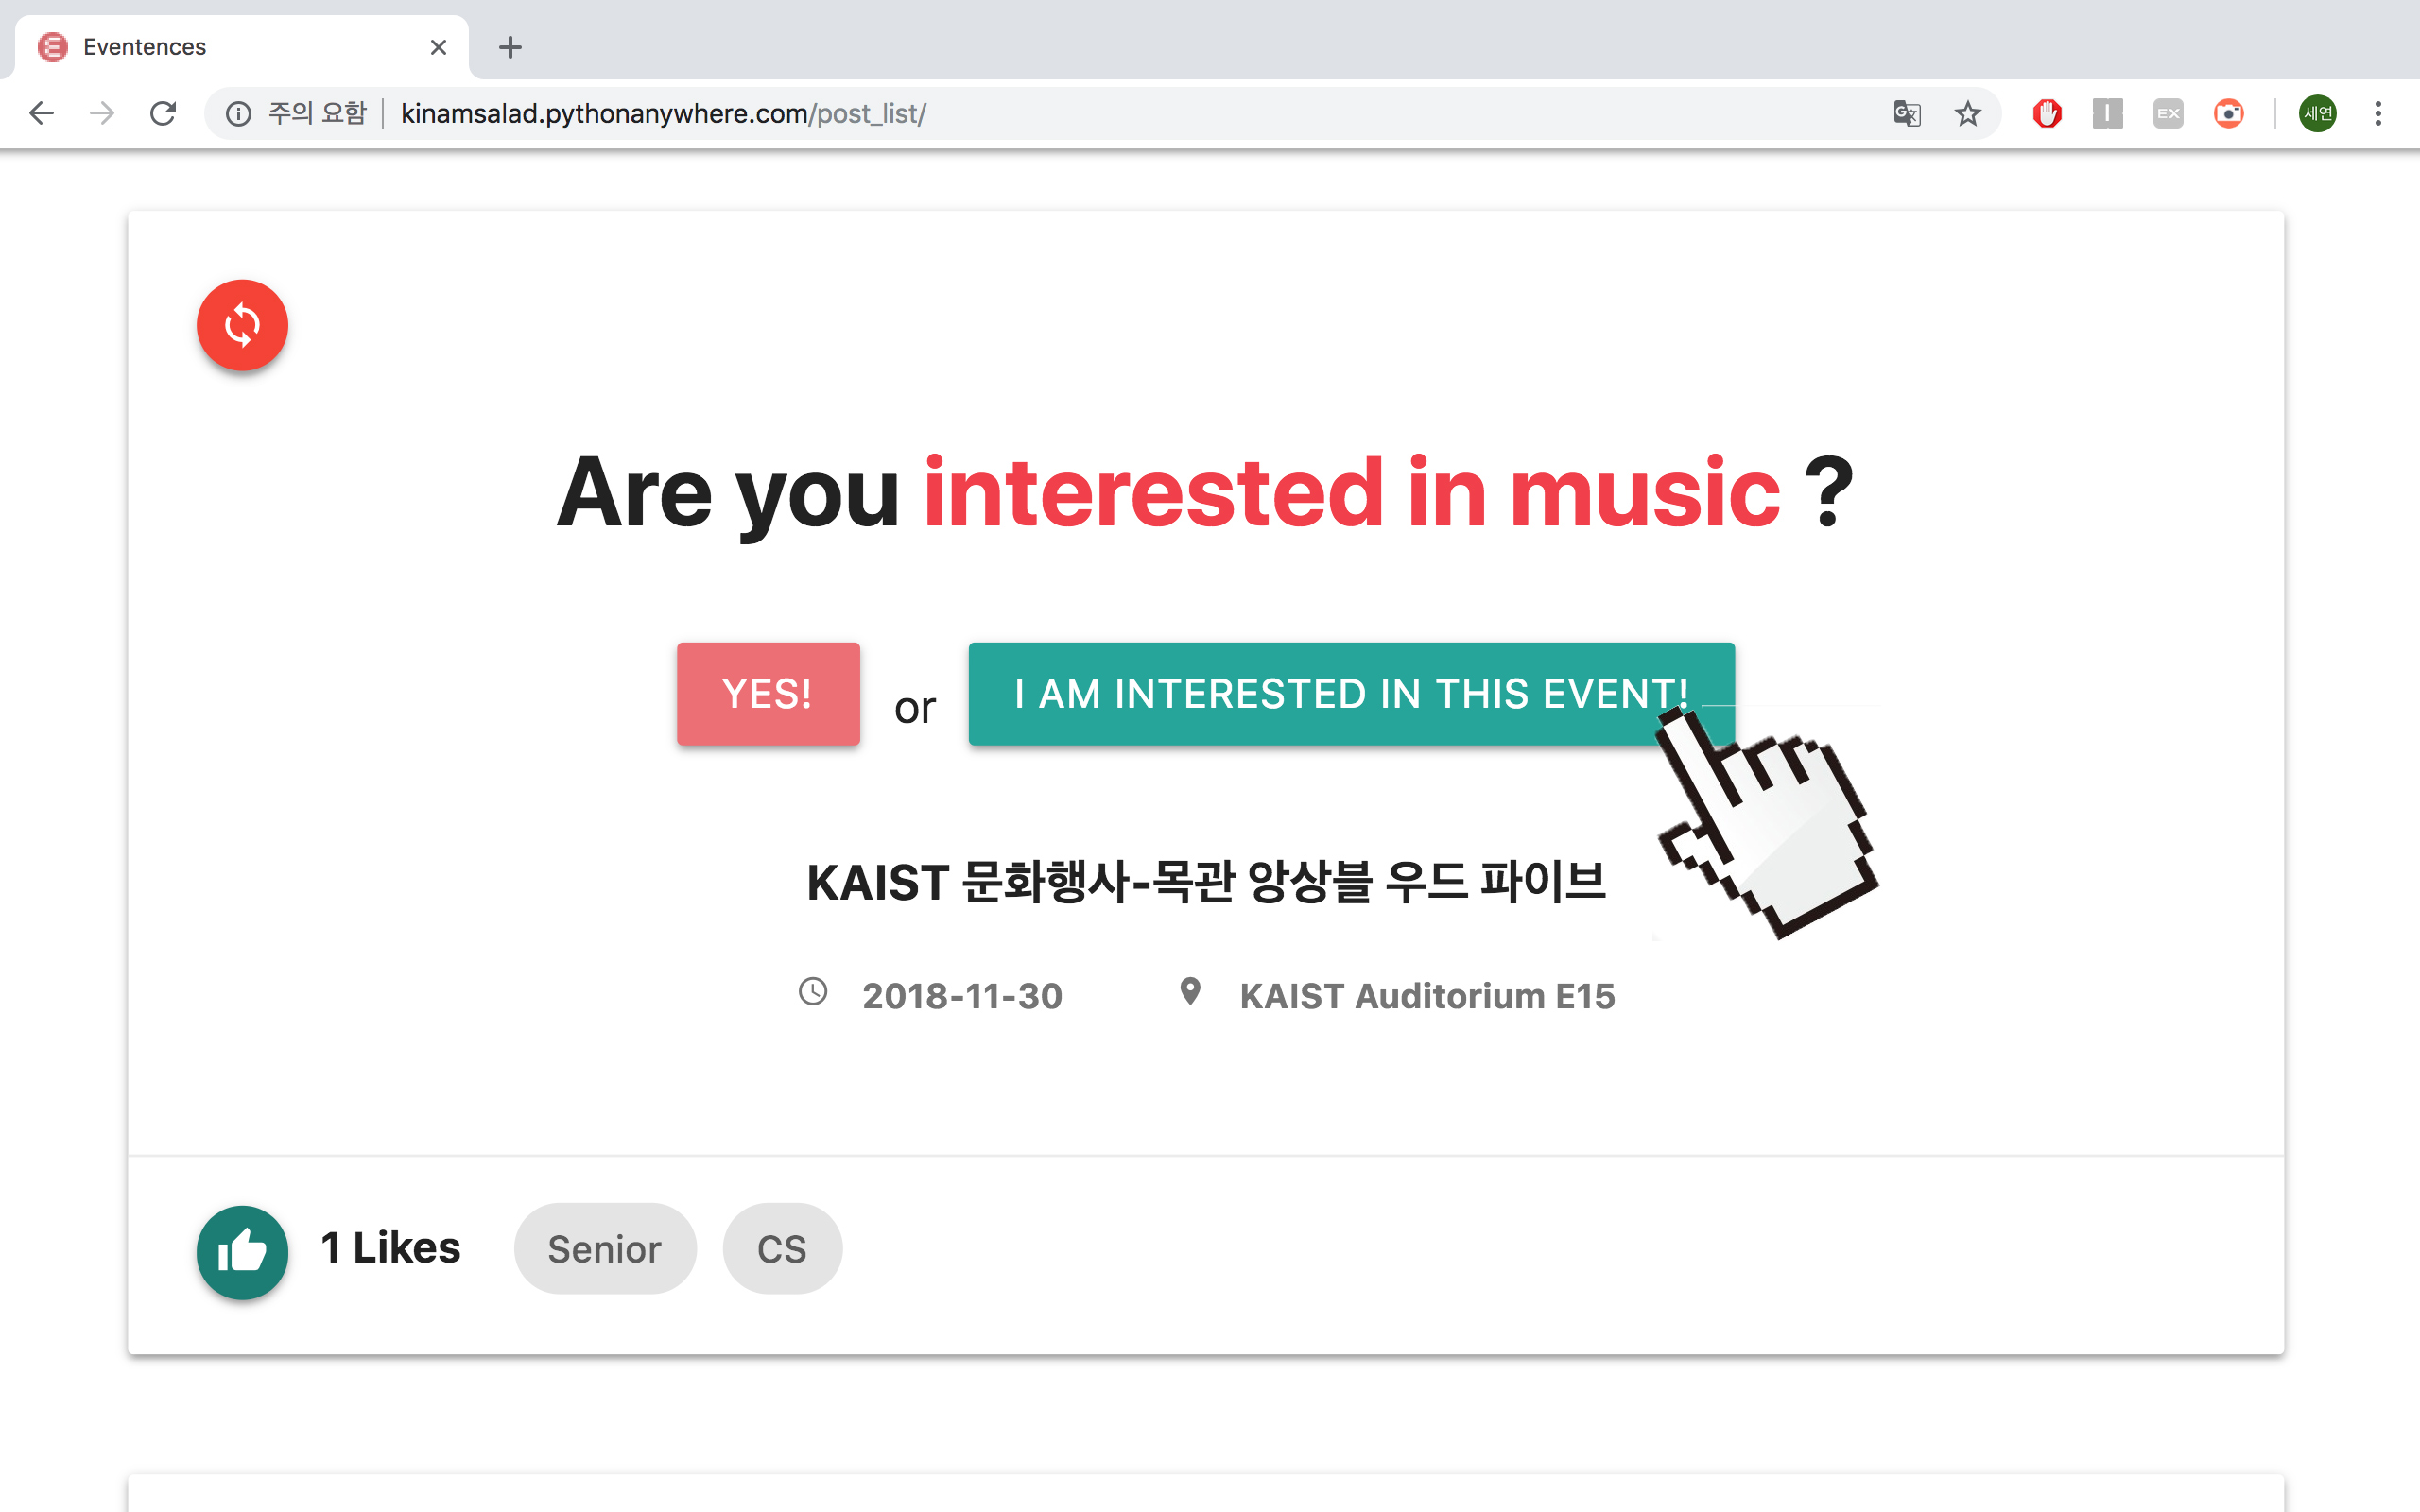 Eventences
주의 요함 kinamsalad.pythonanywhere.com/post_list/
EX
세연
Are you interested in music ?
YES! or I AM INTERESTED IN THIS EVENT!
KAIST 문화행사-목관 앙상블 우드 파이브
2018-11-30 KAIST Auditorium E15
1 Likes Senior CS